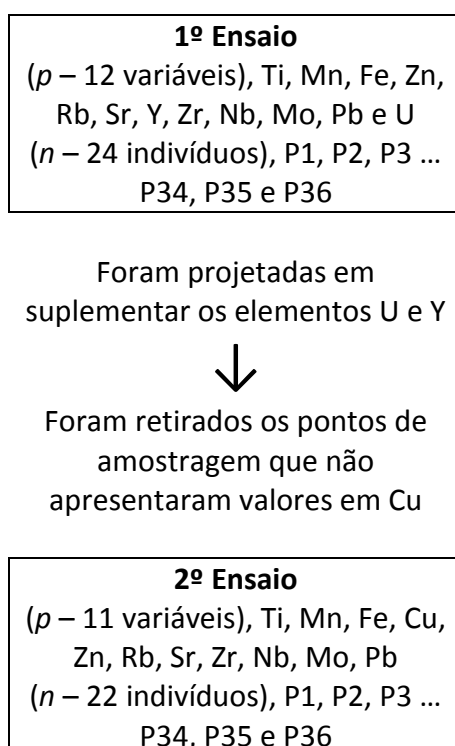 1º Ensaio
(p – 12 variáveis), Ti, Mn, Fe, Zn,
Rb, Sr, Y, Zr, Nb, Mo, Pb e U
(n – 24 indivíduos), P1, P2, P3 ...
P34, P35 e P36
Foram projetadas em
suplementar os elementos U e Y
Foram retirados os pontos de
amostragem que não
apresentaram valores em Cu
2º Ensaio
(p – 11 variáveis), Ti, Mn, Fe, Cu,
Zn, Rb, Sr, Zr, Nb, Mo, Pb
(n – 22 indivíduos), P1, P2, P3 ...
P34, P35 e P36